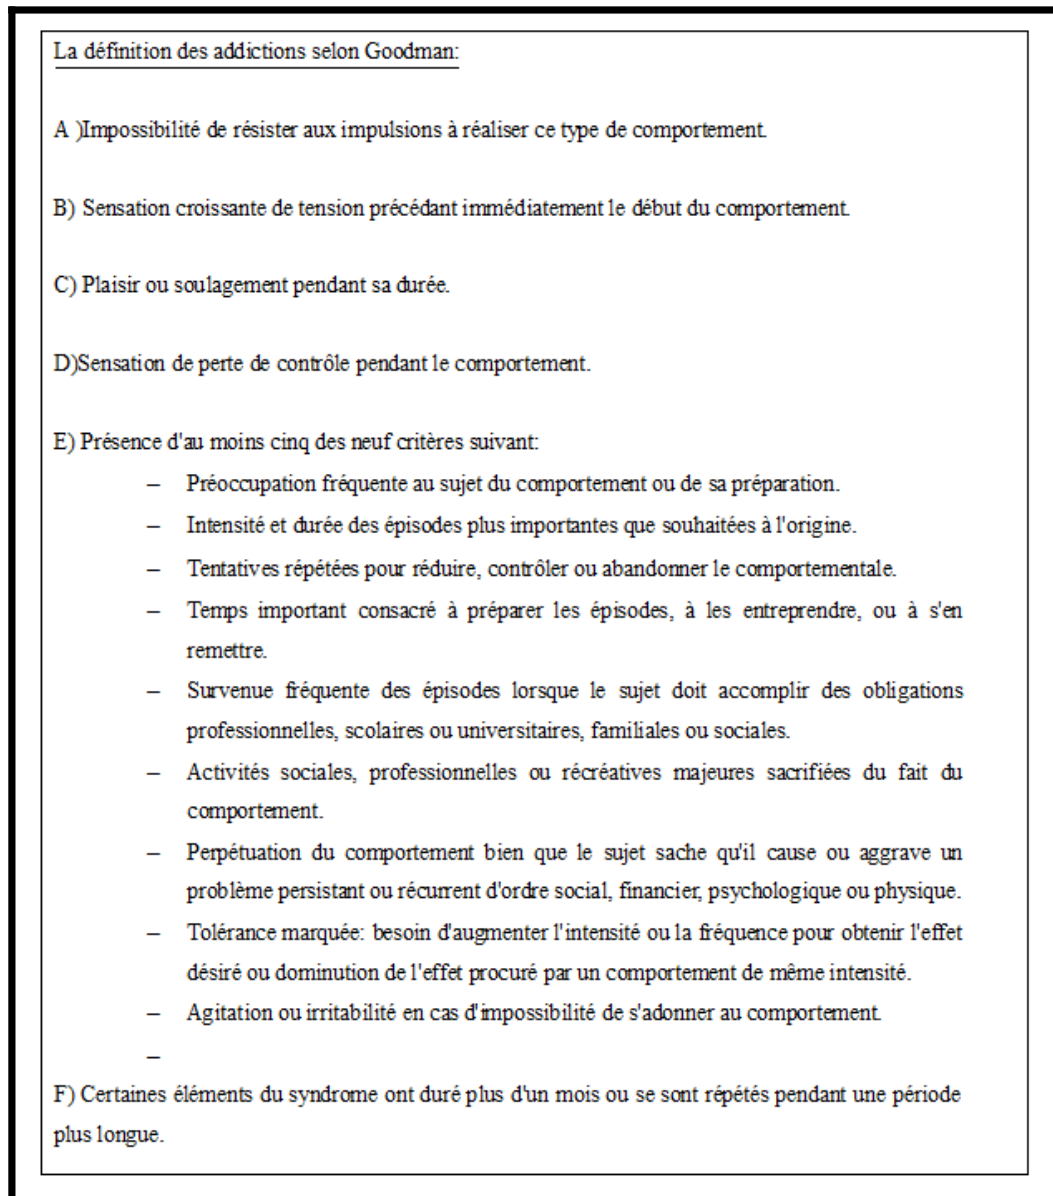 La définition des addictions selon Goodman:
A )Impossibilité de résister aux impulsions à réaliser ce type de comportement.
B) Sensation croissante de tension précédant immédiatement le début du comportement.
C) Plaisir ou soulagement pendant sa durée.
D)Sensation de perte de contrôle pendant le comportement.
E) Présence d'au moins cinq des neuf critères suivant:
– Préoccupation fréquente au sujet du comportement ou de sa préparation.
– Intensité et durée des épisodes plus importantes que souhaitées à l'origine.
– Tentatives répétées pour réduire, contrôler ou abandonner le comportementale.
– Temps important consacré à préparer les épisodes, à les entreprendre, ou à s'en
remettre.
– Survenue fréquente des épisodes lorsque le sujet doit accomplir des obligations
professionnelles, scolaires ou universitaires, familiales ou sociales.
– Activités sociales, professionnelles ou récréatives majeures sacrifiées du fait du
comportement.
– Perpétuation du comportement bien que le sujet sache qu'il cause ou aggrave un
problème persistant ou récurrent d'ordre social, financier, psychologique ou physique.
– Tolérance marquée: besoin d'augmenter l'intensité ou la fréquence pour obtenir l'effet
désiré ou dominution de l'effet procuré par un comportement de même intensité.
– Agitation ou irritabilité en cas d'impossibilité de s'adonner au comportement.
–
F) Certaines éléments du syndrome ont duré plus d'un mois ou se sont répétés pendant une période
plus longue.